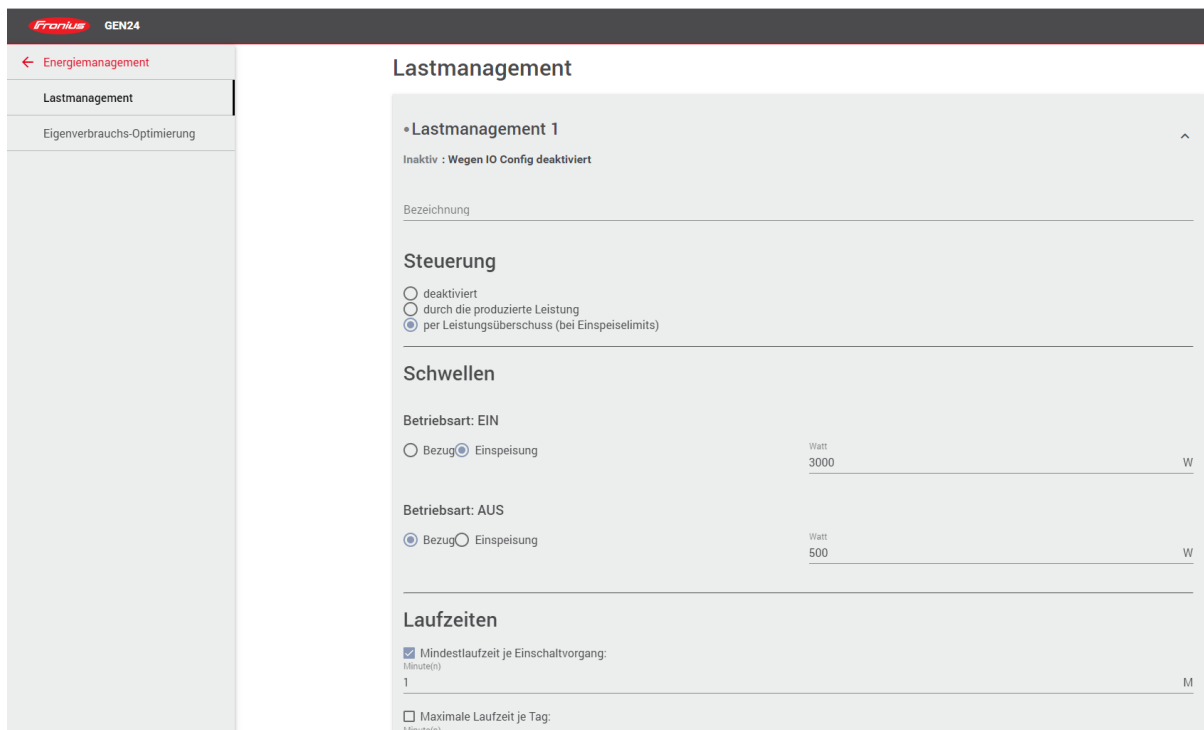 Fronius GEN24
Energiemanagement
Lastmanagement
Eigenverbrauchs-Optimierung
Lastmanagement
Lastmanagement 1
Inaktiv : Wegen IO Config deaktiviert
Bezeichnung
Steuerung
deaktiviert
durch die produzierte Leistung
per Leistungsüberschuss (bei Einspeiselimits)
Schwellen
Betriebsart: EIN
Bezug Einspeisung
Watt
3000 W
Betriebsart: AUS
Bezug Einspeisung
Watt
500 W
Laufzeiten
Mindestlaufzeit je Einschaltvorgang:
Minute(n)
1 M
Maximale Laufzeit je Tag:
Minute(n)